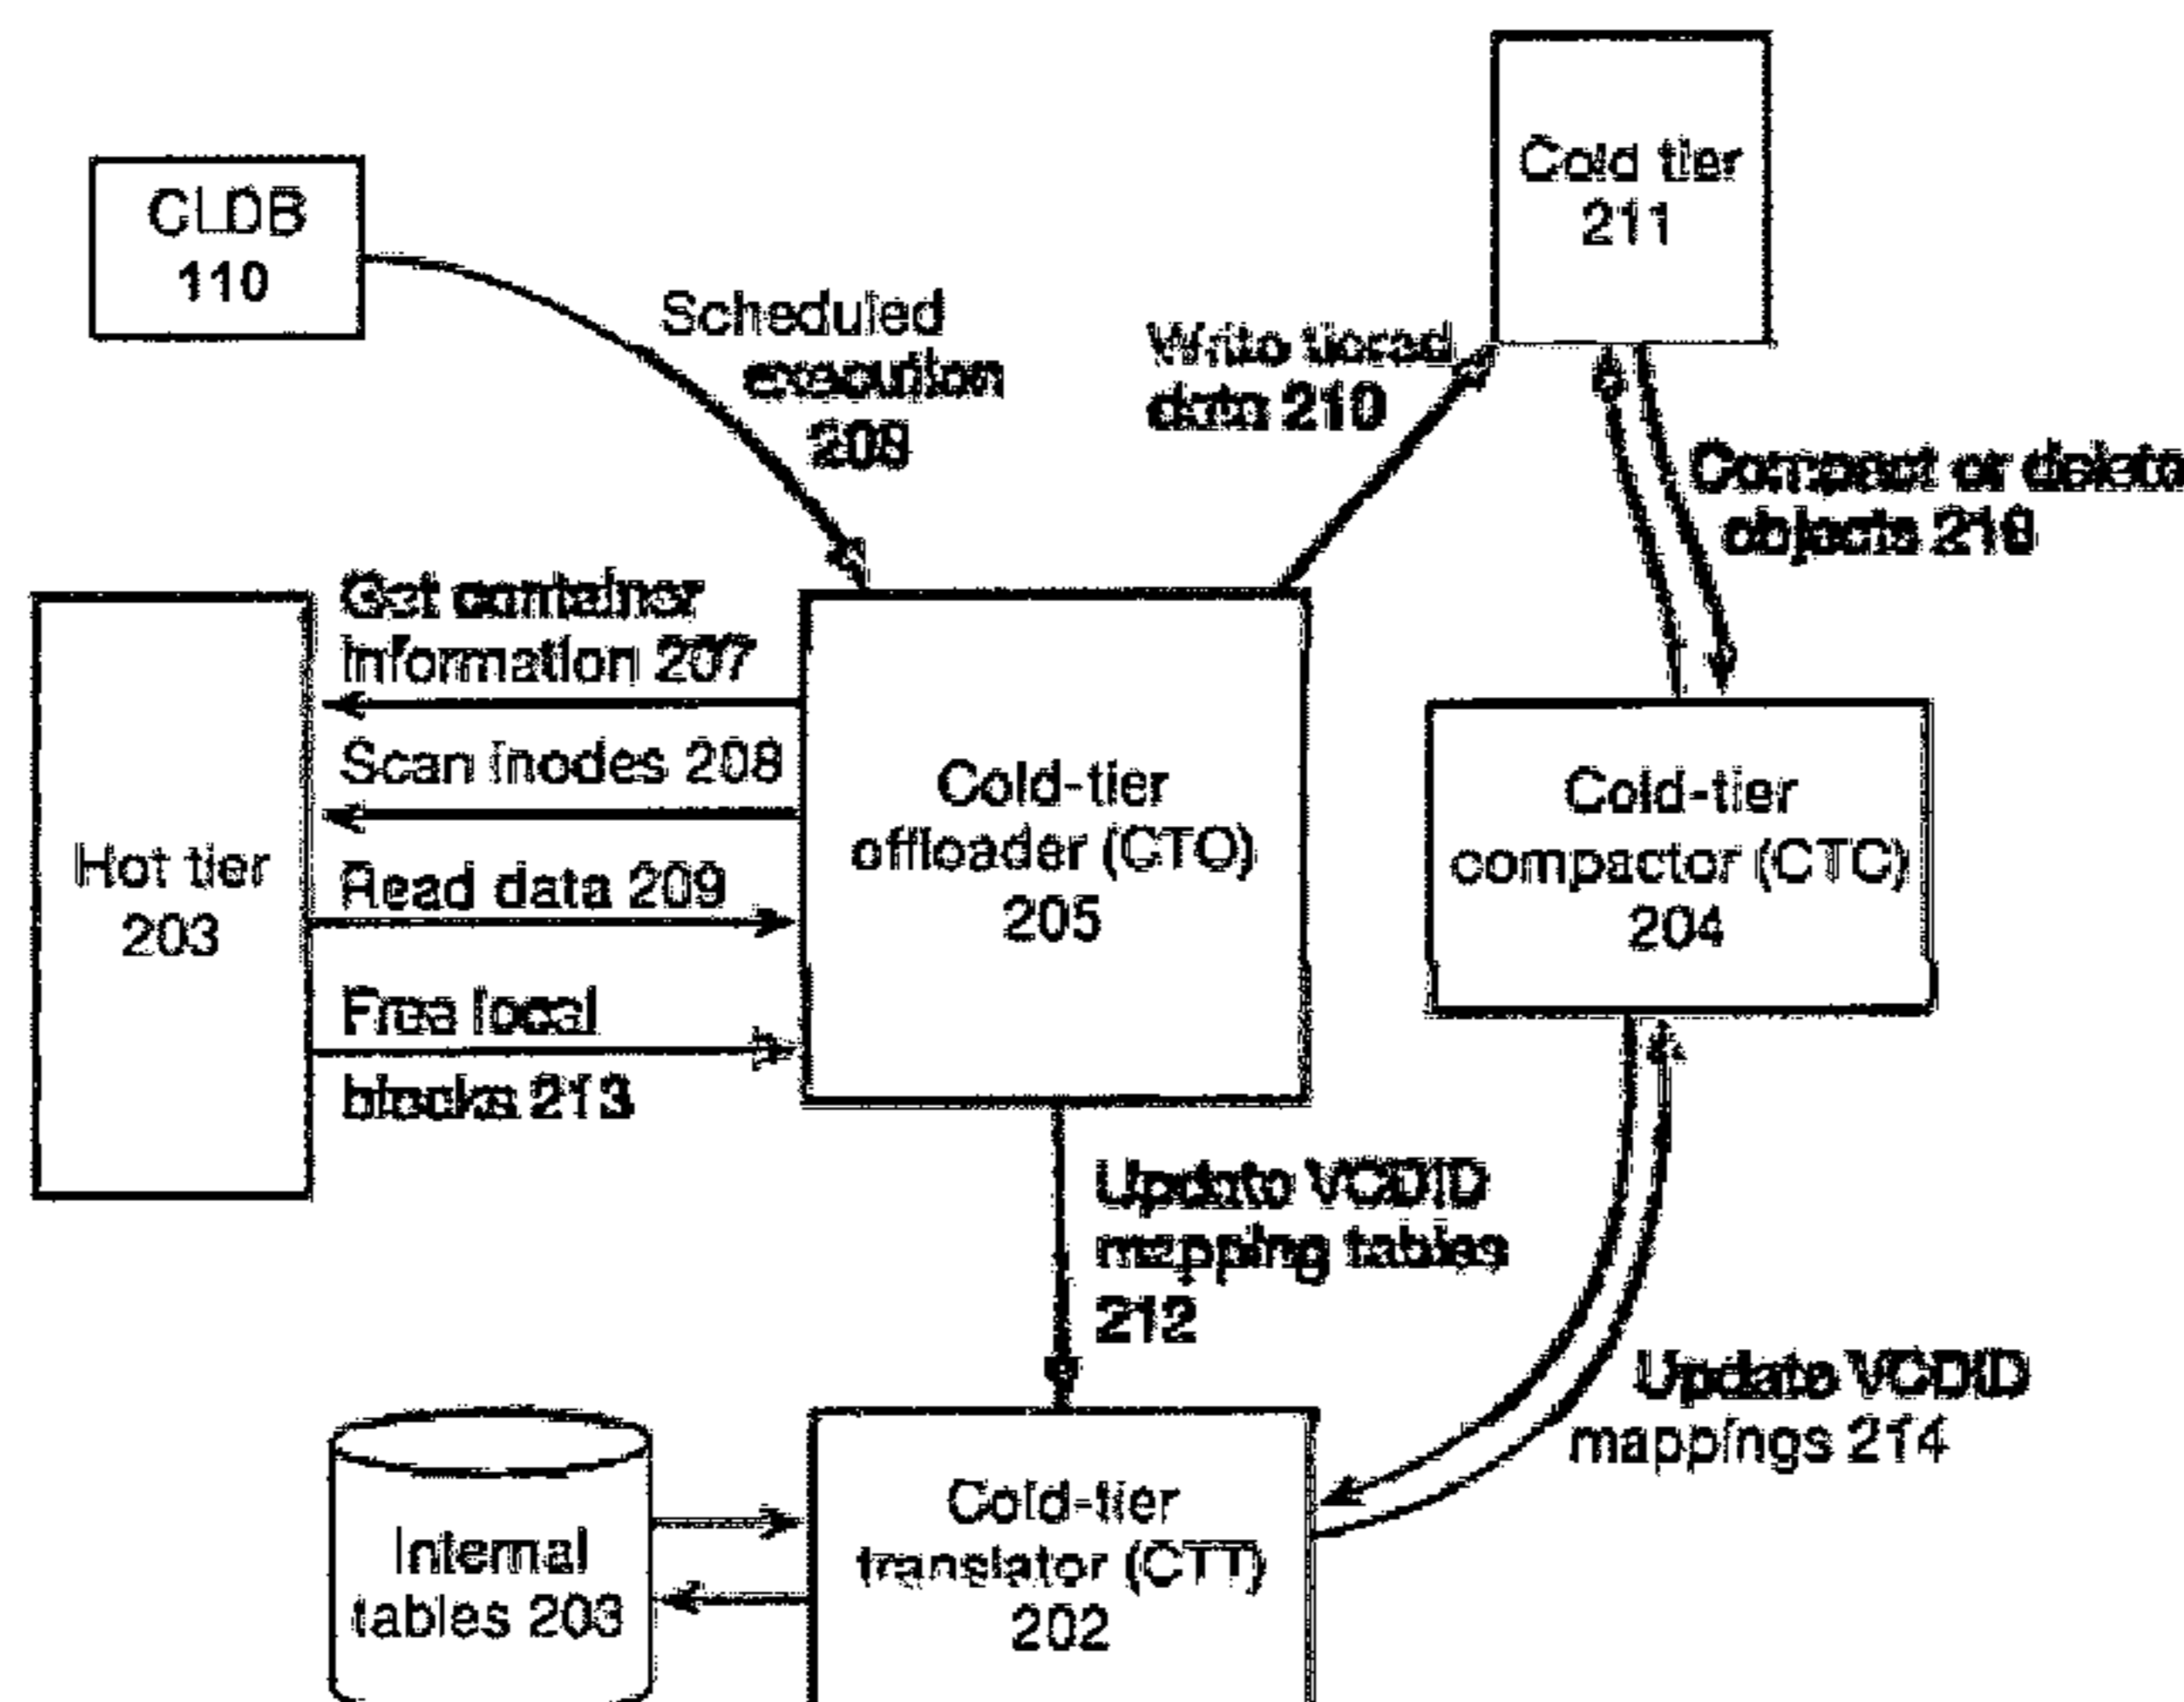 Cold tier
211
CLDB
110
Scheduled
execution
Write tiered
data 210
Compact or delete
objects
Get container
information 207
Scan inodes 208
Read data 209
Free local
blocks 213
Hot tier
203
Cold-tier
offloader (CTO)
205
Cold-tier
compactor (CTC)
204
Update VCDID
mapping tables
212
Update VCDID
mappings 214
Internal
tables 203
Cold-tier
translator (CTT)
202